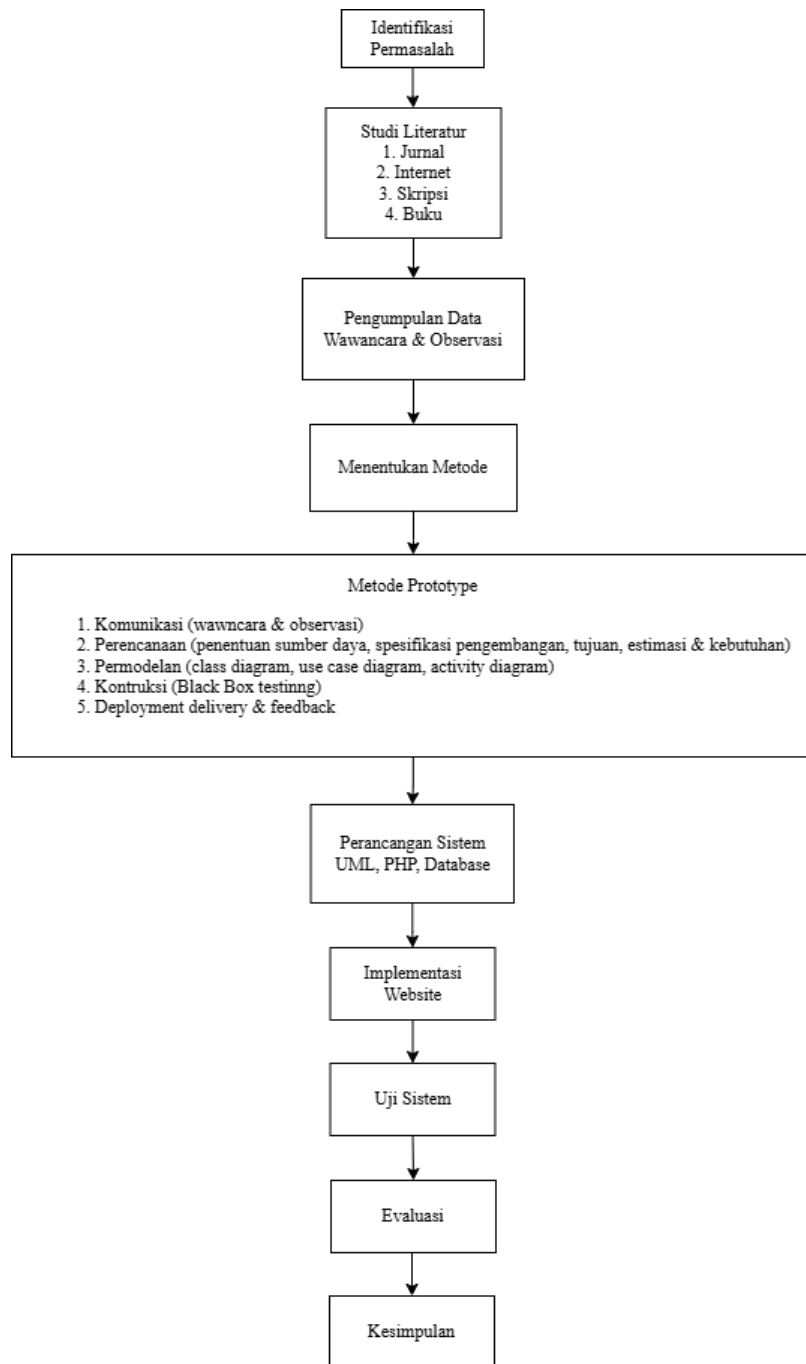 Identifikasi
Permasalah
Studi Literatur
1. Jurnal
2. Internet
3. Skripsi
4. Buku
Pengumpulan Data
Wawancara & Observasi
Menentukan Metode
Metode Prototype
1. Komunikasi (wawncara & observasi)
2. Perencanaan (penentuan sumber daya, spesifikasi pengembangan, tujuan, estimasi & kebutuhan)
3. Permodelan (class diagram, use case diagram, activity diagram)
4. Kontruksi (Black Box testinng)
5. Deployment delivery & feedback
Perancangan Sistem
UML, PHP, Database
Implementasi
Website
Uji Sistem
Evaluasi
Kesimpulan